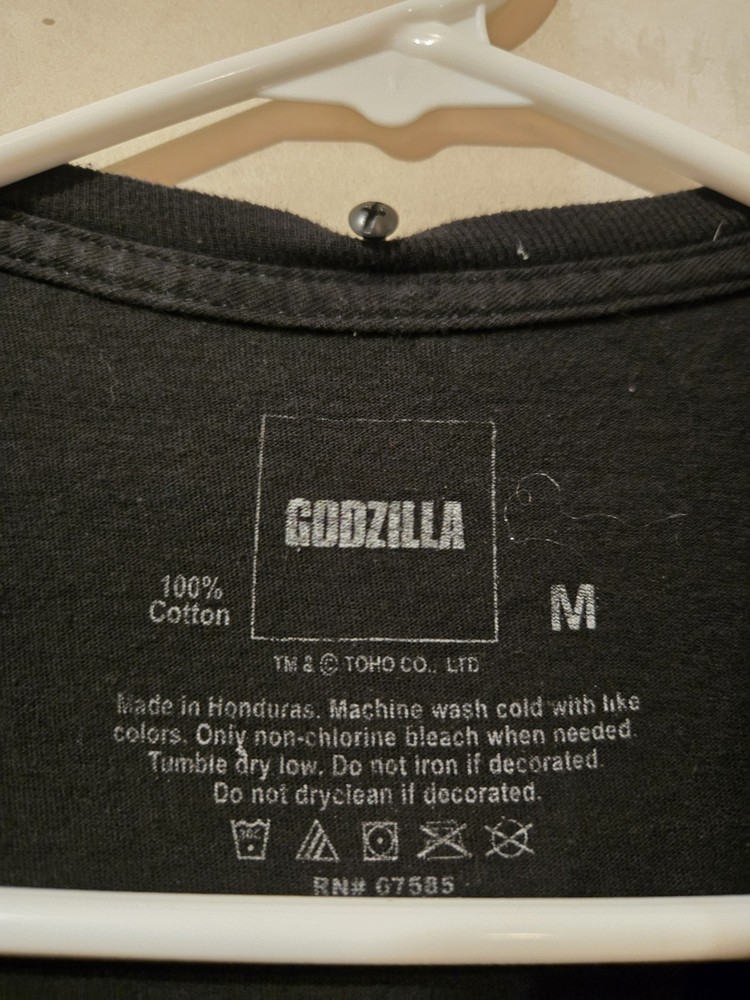 GODZILLA
100%
Cotton
M
TM & © TOHO CO., LTD
Made in Honduras. Machine wash cold with like
colors. Only non-chlorine bleach when needed.
Tumble dry low. Do not iron if decorated.
Do not dryclean if decorated.
30C
RN# 67585